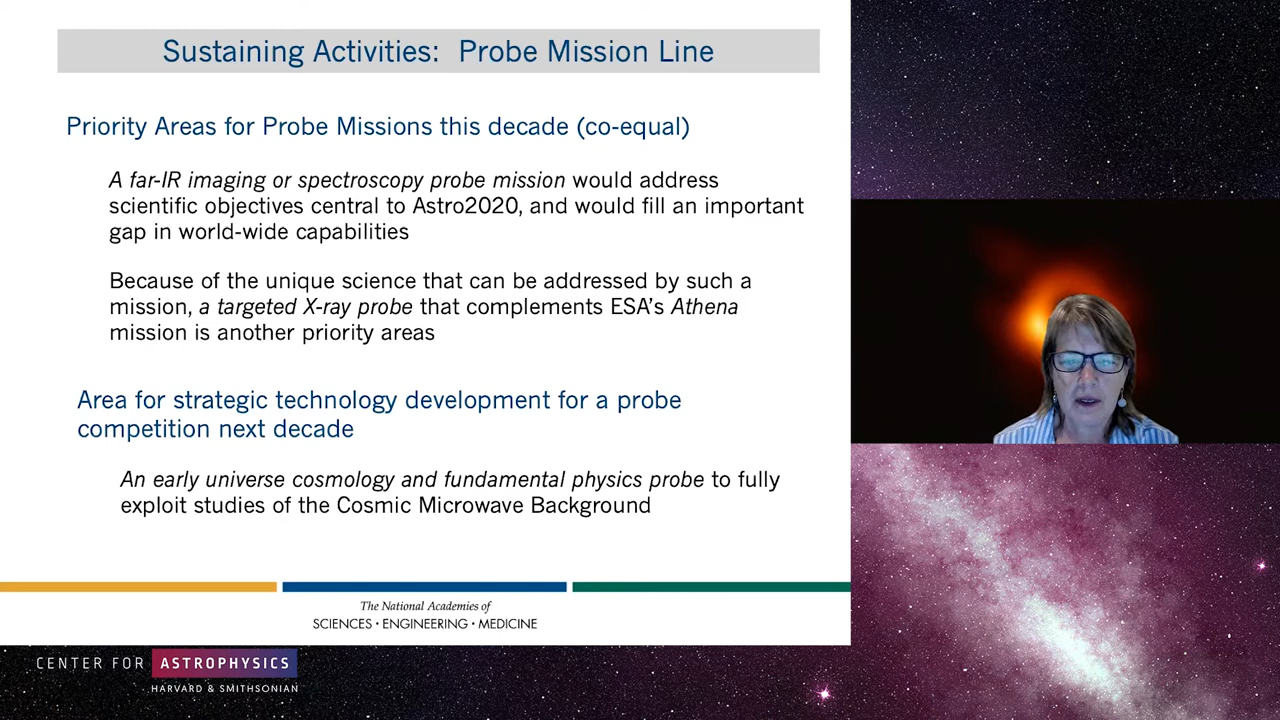 Sustaining Activities: Probe Mission Line
Priority Areas for Probe Missions this decade (co-equal)
A far-IR imaging or spectroscopy probe mission would address
scientific objectives central to Astro2020, and would fill an important
gap in world-wide capabilities
Because of the unique science that can be addressed by such a
mission, a targeted X-ray probe that complements ESA’s Athena
mission is another priority areas
Area for strategic technology development for a probe
competition next decade
An early universe cosmology and fundamental physics probe to fully
exploit studies of the Cosmic Microwave Background
The National Academies of
SCIENCES · ENGINEERING · MEDICINE
CENTER FOR ASTROPHYSICS
HARVARD & SMITHSONIAN